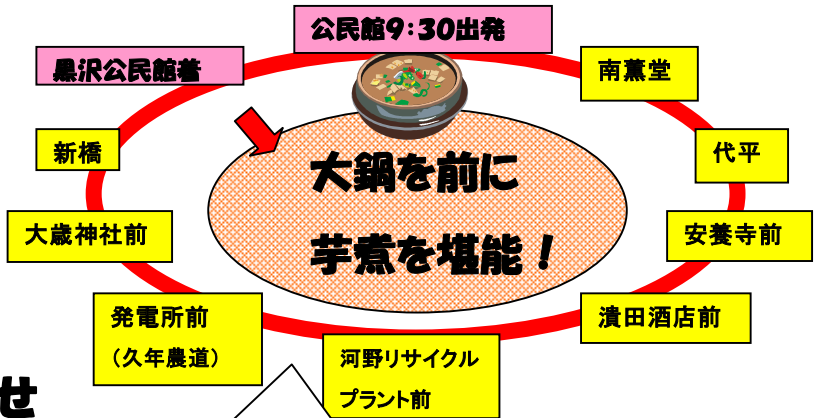 公民館9:30出発
南薫堂
代平
安養寺前
濵田酒店前
河野リサイクル
プラント前
発電所前
(久年農道)
大歳神社前
新橋
黒沢公民館着
大鍋を前に
芋煮を堪能!
せ